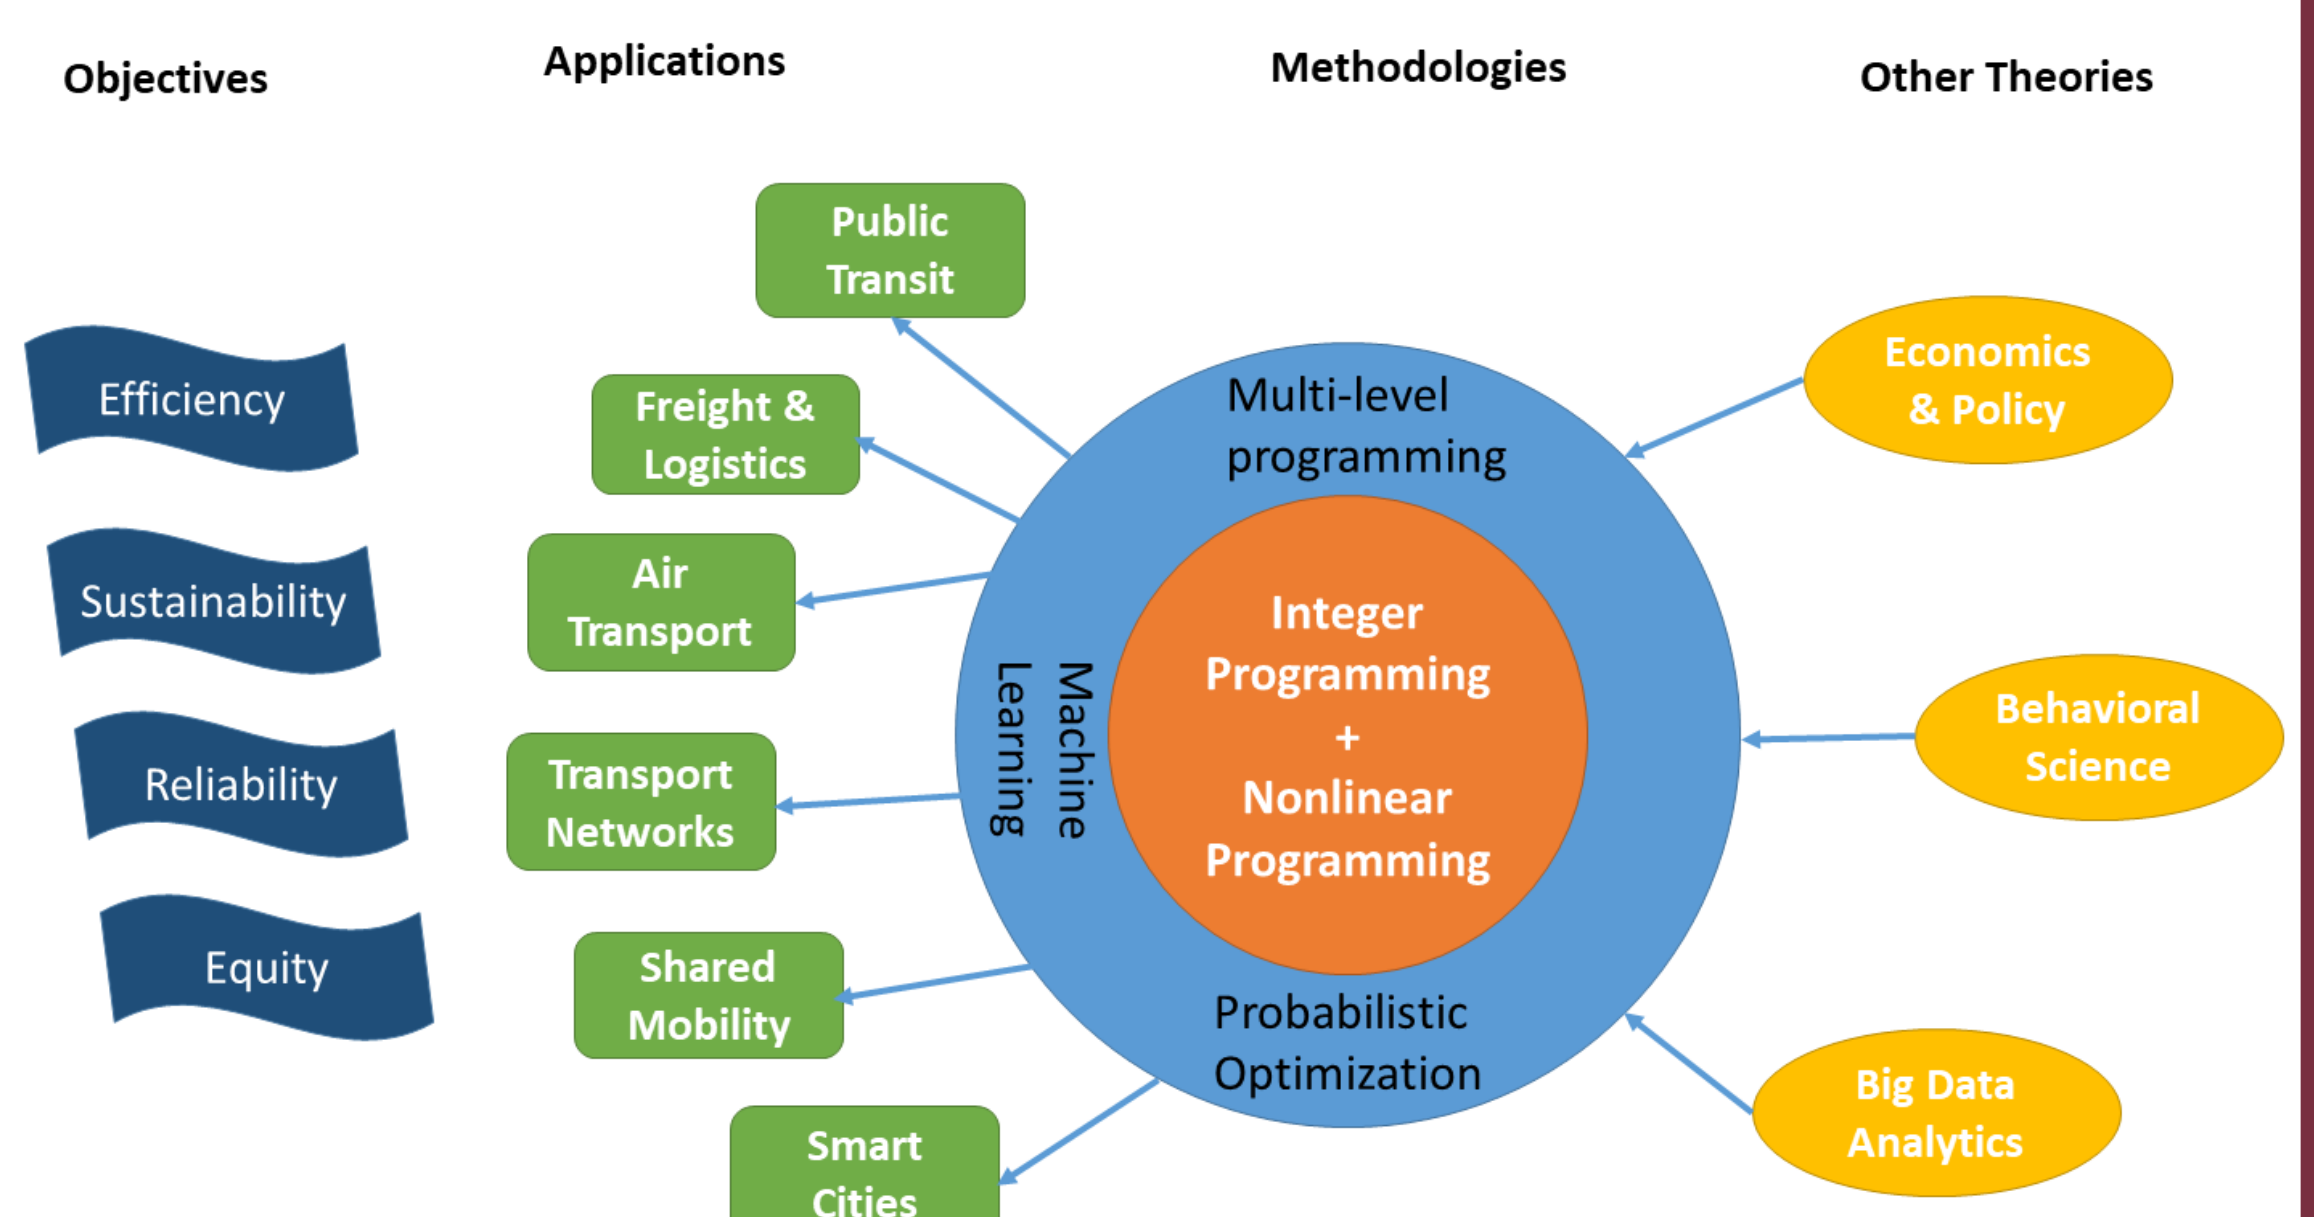 Objectives
Applications
Methodologies
Other Theories
Efficiency
Sustainability
Reliability
Equity
Public
Transit
Freight &
Logistics
Air
Transport
Transport
Networks
Shared
Mobility
Smart
Cities
Multi-level
programming
Machine
Learning
Integer
Programming
+
Nonlinear
Programming
Probabilistic
Optimization
Economics
& Policy
Behavioral
Science
Big Data
Analytics